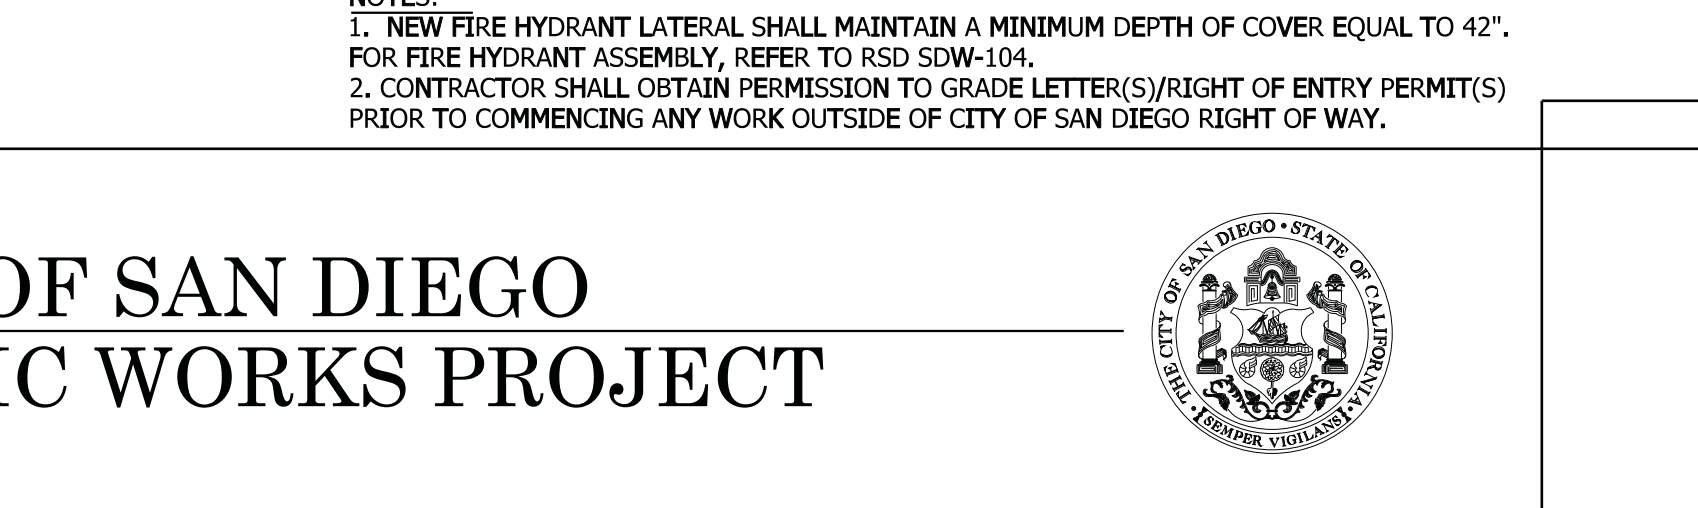 NOTES:
1. NEW FIRE HYDRANT LATERAL SHALL MAINTAIN A MINIMUM DEPTH OF COVER EQUAL TO 42".
FOR FIRE HYDRANT ASSEMBLY, REFER TO RSD SDW-104.
2. CONTRACTOR SHALL OBTAIN PERMISSION TO GRADE LETTER(S)/RIGHT OF ENTRY PERMIT(S)
PRIOR TO COMMENCING ANY WORK OUTSIDE OF CITY OF SAN DIEGO RIGHT OF WAY.
OF SAN DIEGO
IC WORKS PROJECT
THE CITY OF SAN DIEGO • STATE OF CALIFORNIA
SEMPER VIGILANS